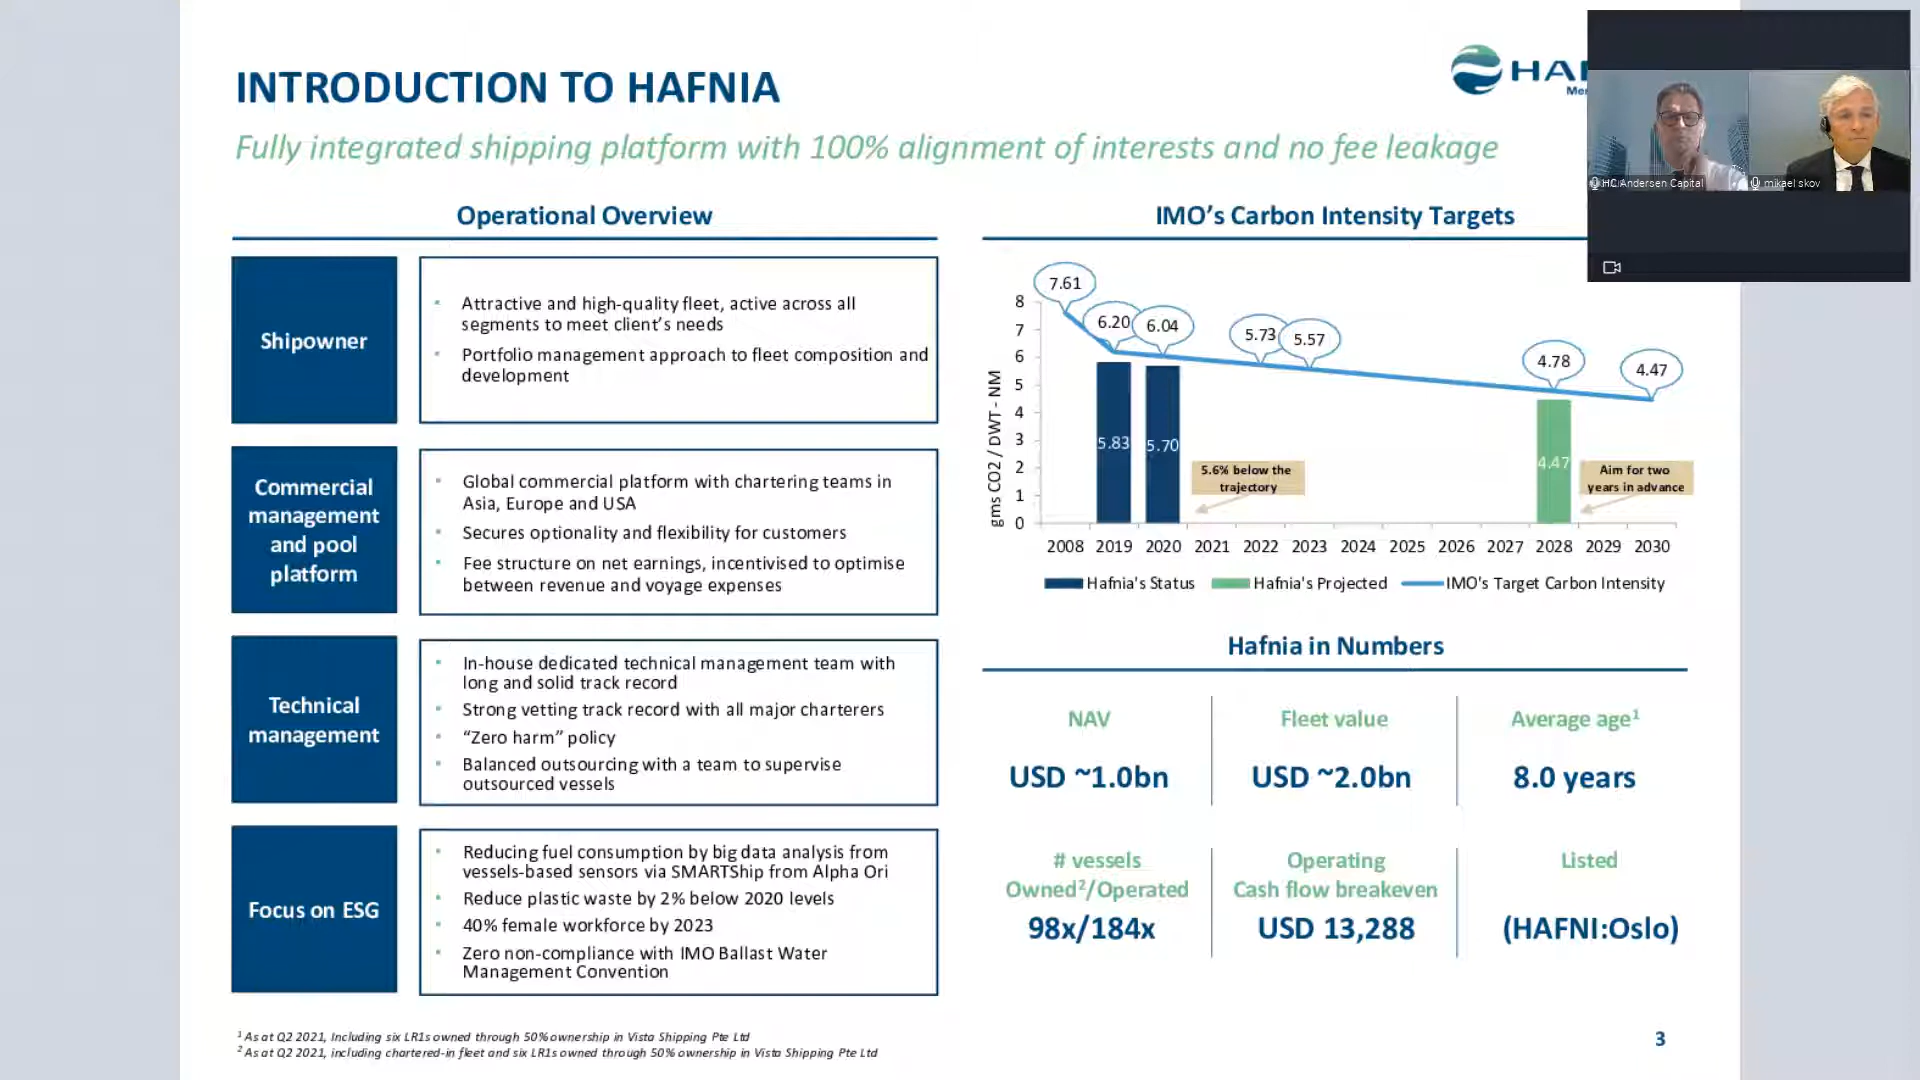 INTRODUCTION TO HAFNIA
HAF
Mem
Fully integrated shipping platform with 100% alignment of interests and no fee leakage
HC Andersen Capital
mikael skov
Operational Overview
Shipowner
Attractive and high-quality fleet, active across all
segments to meet client’s needs
Portfolio management approach to fleet composition and
development
Commercial
management
and pool
platform
Global commercial platform with chartering teams in
Asia, Europe and USA
Secures optionality and flexibility for customers
Fee structure on net earnings, incentivised to optimise
between revenue and voyage expenses
Technical
management
In-house dedicated technical management team with
long and solid track record
Strong vetting track record with all major charterers
“Zero harm” policy
Balanced outsourcing with a team to supervise
outsourced vessels
Focus on ESG
Reducing fuel consumption by big data analysis from
vessels-based sensors via SMARTShip from Alpha Ori
Reduce plastic waste by 2% below 2020 levels
40% female workforce by 2023
Zero non-compliance with IMO Ballast Water
Management Convention
IMO’s Carbon Intensity Targets
gms CO2 / DWT - NM
8
7
6
5
4
3
2
1
0
7.61
6.20
6.04
5.73
5.57
4.78
4.47
5.83
5.70
4.47
5.6% below the
trajectory
Aim for two
years in advance
2008 2019 2020 2021 2022 2023 2024 2025 2026 2027 2028 2029 2030
Hafnia's Status Hafnia's Projected IMO's Target Carbon Intensity
Hafnia in Numbers
NAV
USD ~1.0bn
Fleet value
USD ~2.0bn
Average age¹
8.0 years
# vessels
Owned²/Operated
98x/184x
Operating
Cash flow breakeven
USD 13,288
Listed
(HAFNI:Oslo)
¹ As at Q2 2021, Including six LR1s owned through 50% ownership in Vista Shipping Pte Ltd
² As at Q2 2021, including chartered-in fleet and six LR1s owned through 50% ownership in Vista Shipping Pte Ltd
3